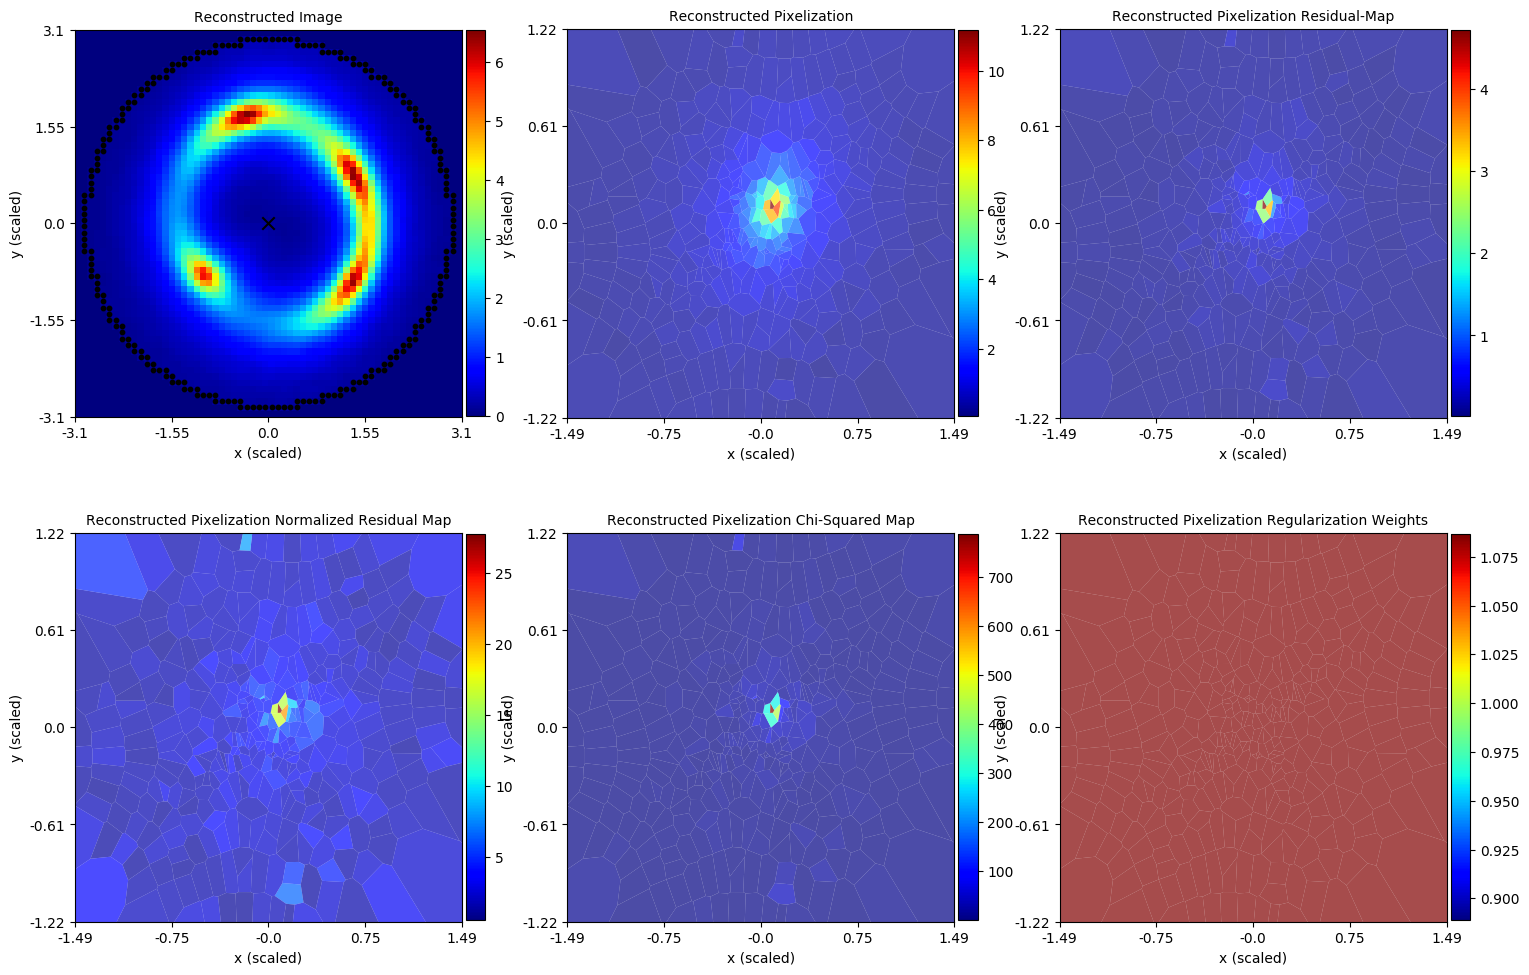 Reconstructed Image
3.1
1.55
0.0
-1.55
-3.1
-3.1 -1.55 0.0 1.55 3.1
x (scaled)
y (scaled)
6
5
4
3
2
1
0
Reconstructed Pixelization
1.22
0.61
0.0
-0.61
-1.22
-1.49 -0.75 -0.0 0.75 1.49
x (scaled)
y (scaled)
10
8
6
4
2
Reconstructed Pixelization Residual-Map
1.22
0.61
0.0
-0.61
-1.22
-1.49 -0.75 -0.0 0.75 1.49
x (scaled)
y (scaled)
4
3
2
1
Reconstructed Pixelization Normalized Residual Map
1.22
0.61
0.0
-0.61
-1.22
-1.49 -0.75 -0.0 0.75 1.49
x (scaled)
y (scaled)
25
20
15
10
5
Reconstructed Pixelization Chi-Squared Map
1.22
0.61
0.0
-0.61
-1.22
-1.49 -0.75 -0.0 0.75 1.49
x (scaled)
y (scaled)
700
600
500
400
300
200
100
Reconstructed Pixelization Regularization Weights
1.22
0.61
0.0
-0.61
-1.22
-1.49 -0.75 -0.0 0.75 1.49
x (scaled)
y (scaled)
1.075
1.050
1.025
1.000
0.975
0.950
0.925
0.900